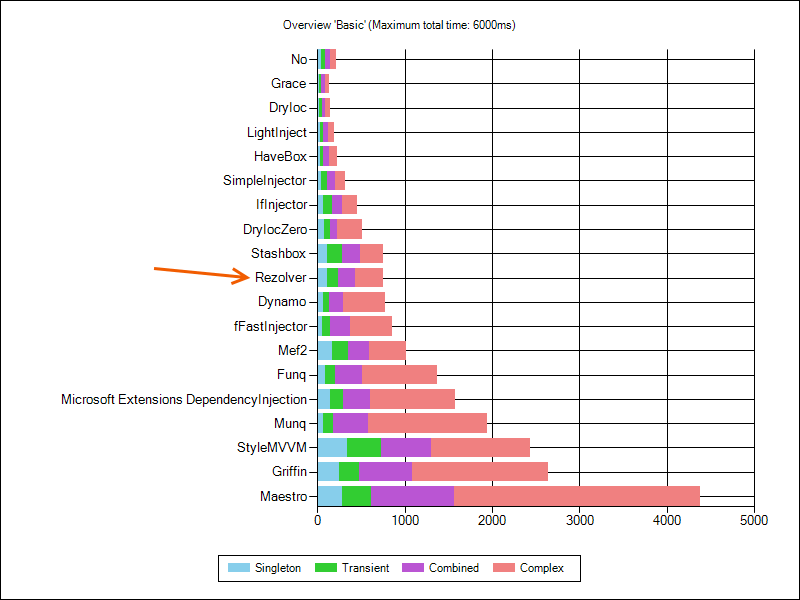 Overview 'Basic' (Maximum total time: 6000ms)
No
Grace
DryIoc
LightInject
HaveBox
SimpleInjector
IfInjector
DryIocZero
Stashbox
Rezolver
Dynamo
fFastInjector
Mef2
Funq
Microsoft Extensions DependencyInjection
Munq
StyleMVVM
Griffin
Maestro
0 1000 2000 3000 4000 5000
Singleton Transient Combined Complex